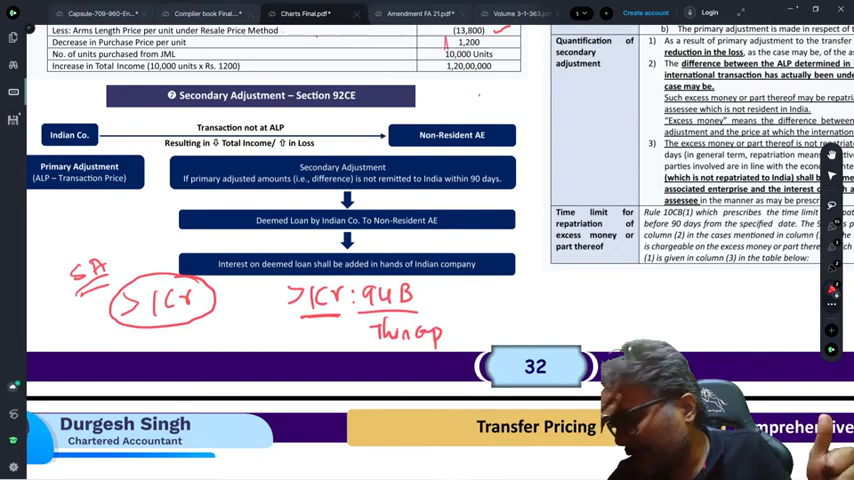 Capsule-709-960-En...*
Compiler book Final...*
Charts Final.pdf*
Amendment FA 21.pdf*
Volume 3-1-363.pdf*
5
Create account
Login
Less: Arms Length Price per unit under Resale Price Method (13,800)
Decrease in Purchase Price per unit 1,200
No. of units purchased from JML 10,000 Units
Increase in Total Income (10,000 units x Rs. 1200) 1,20,00,000
❼ Secondary Adjustment – Section 92CE
Indian Co.
Transaction not at ALP
Resulting in ⇩ Total Income/ ⇧ in Loss
Non-Resident AE
Primary Adjustment
(ALP – Transaction Price)
Secondary Adjustment
If primary adjusted amounts (i.e., difference) is not remitted to India within 90 days.
Deemed Loan by Indian Co. To Non-Resident AE
Interest on deemed loan shall be added in hands of Indian company
SA
>1Cr
>1Cr : 94B
Thin Cap
b) The primary adjustment is made in respect of
Quantification of secondary adjustment
1) As a result of primary adjustment to the transfer
reduction in the loss, as the case may be, of the as
2) The difference between the ALP determined in
international transaction has actually been under
case may be.
Such excess money or part thereof may be repatria
assessee which is not resident in India.
"Excess money" means the difference between
adjustment and the price at which the internation
3) The excess money or part thereof is not repatr
days (in general term, repatriation means
parties involved are in line with the econom
(which is not repatriated to India) shall be
associated enterprise and the interest on
assessee in the manner as may be presc
Time limit for repatriation of excess money or part thereof
Rule 10CB(1) which prescribes the time limit
before 90 days from the specified date. The
column (2) in the cases mentioned in column
is chargeable on the excess money or part there
(1) is given in column (3) in the table below:
32
Durgesh Singh
Chartered Accountant
Transfer Pricing
mprehensive